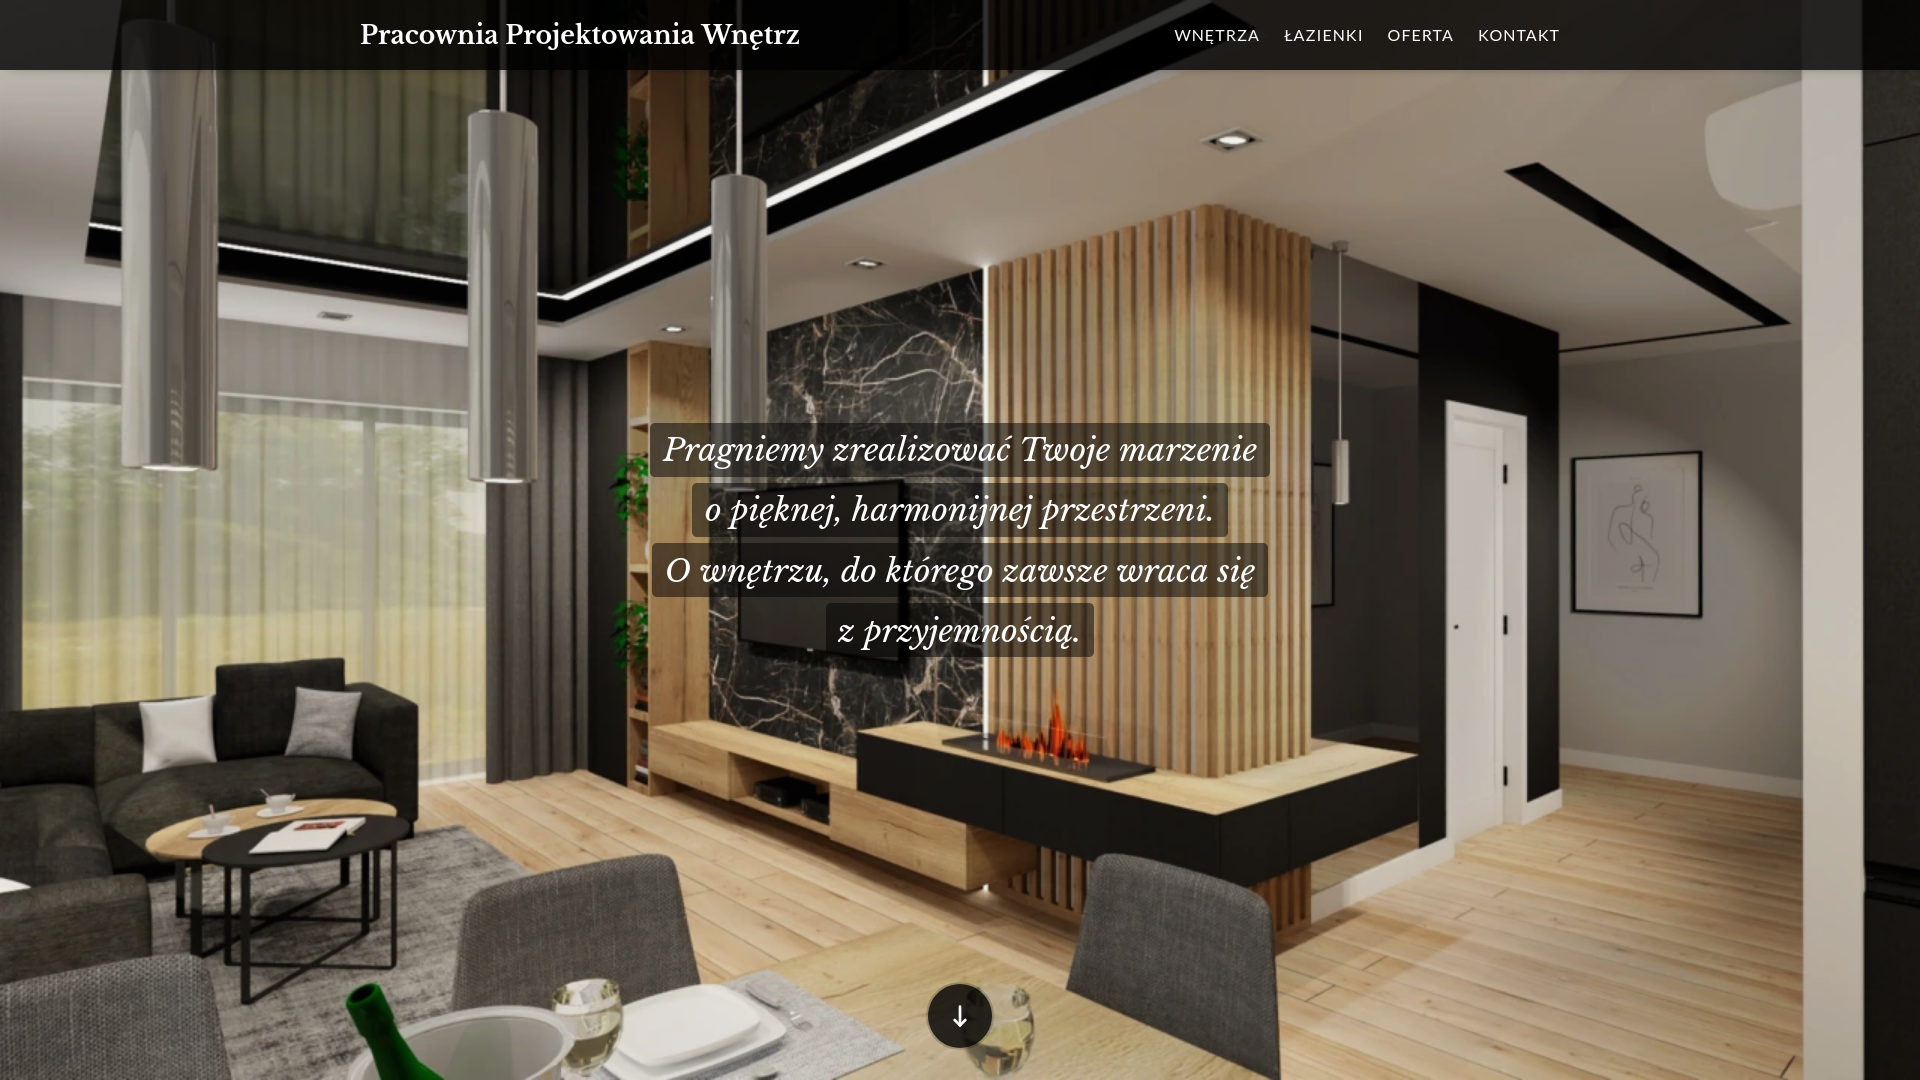 Pracownia Projektowania Wnętrz
WNĘTRZA ŁAZIENKI OFERTA KONTAKT
Pragniemy zrealizować Twoje marzenie
o pięknej, harmonijnej przestrzeni.
O wnętrzu, do którego zawsze wraca się
z przyjemnością.